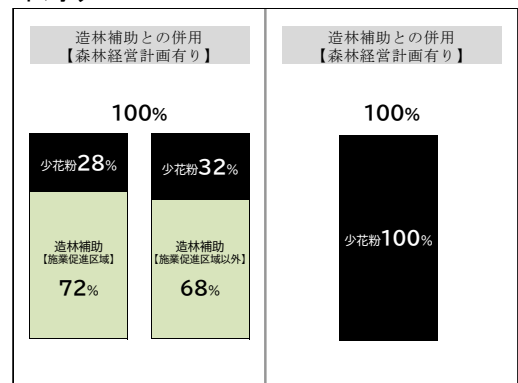 造林補助との併用
【森林経営計画有り】
100%
少花粉28%
造林補助
【施業促進区域】
72%
少花粉32%
造林補助
【施業促進区域以外】
68%
造林補助との併用
【森林経営計画有り】
100%
少花粉100%